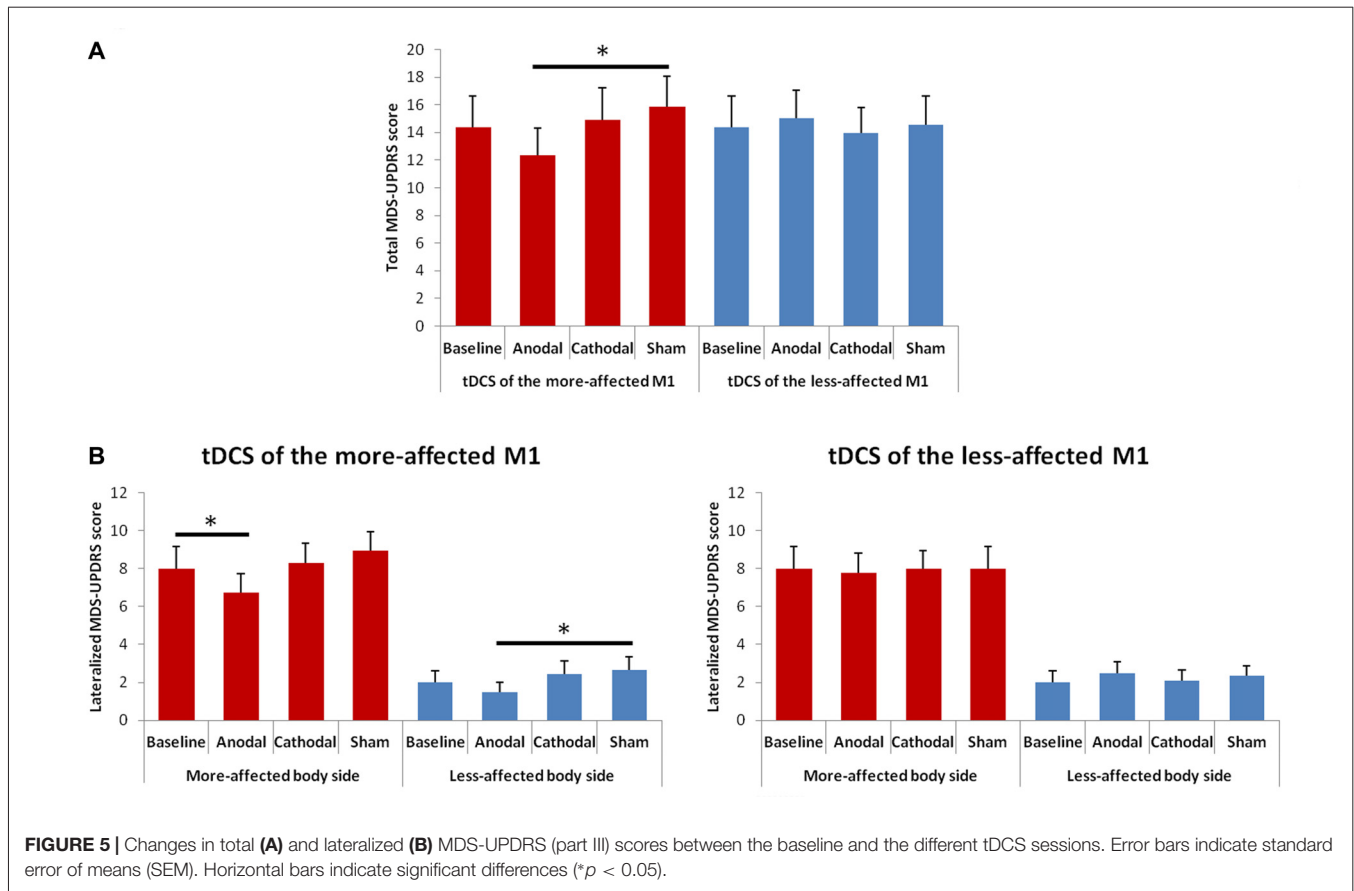 A
*
20
18
16
14
12
10
8
6
4
2
0
Total MDS-UPDRS score
Baseline Anodal Cathodal Sham Baseline Anodal Cathodal Sham
tDCS of the more-affected M1 tDCS of the less-affected M1
B
tDCS of the more-affected M1
12
10
8
6
4
2
0
Lateralized MDS-UPDRS score
*
*
Baseline Anodal Cathodal Sham Baseline Anodal Cathodal Sham
More-affected body side Less-affected body side
tDCS of the less-affected M1
12
10
8
6
4
2
0
Lateralized MDS-UPDRS score
Baseline Anodal Cathodal Sham Baseline Anodal Cathodal Sham
More-affected body side Less-affected body side
FIGURE 5 | Changes in total (A) and lateralized (B) MDS-UPDRS (part III) scores between the baseline and the different tDCS sessions. Error bars indicate standard
error of means (SEM). Horizontal bars indicate significant differences (*p < 0.05).